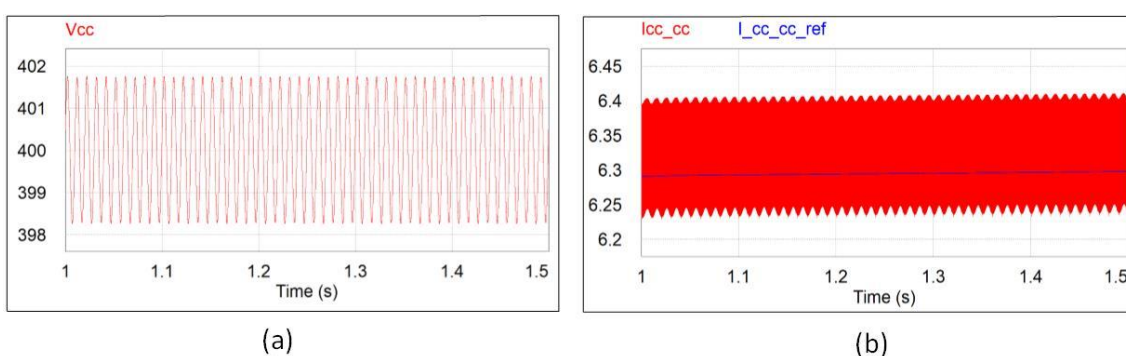 Vcc
402
401
400
399
398
1 1.1 1.2 1.3 1.4 1.5
Time (s)
(a)
Icc_cc I_cc_cc_ref
6.45
6.4
6.35
6.3
6.25
6.2
1 1.1 1.2 1.3 1.4 1.5
Time (s)
(b)